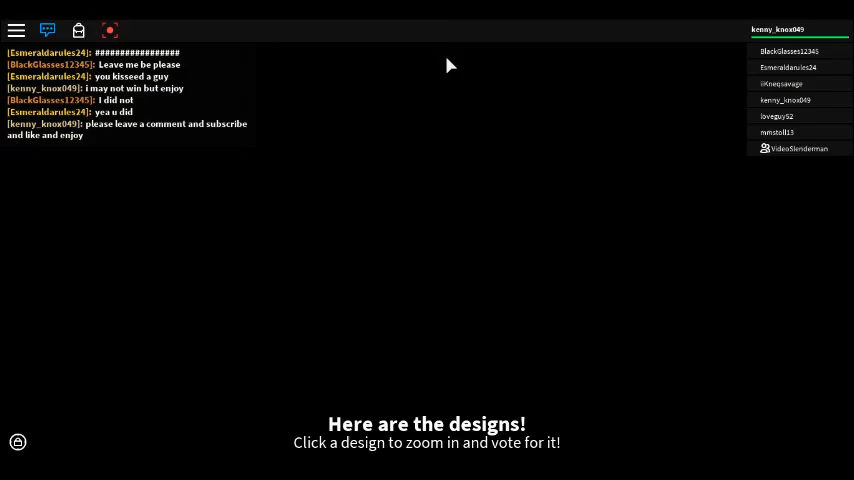 kenny_knox049
[Esmeraldarules24]: #################
[BlackGlasses12345]: Leave me be please
[Esmeraldarules24]: you kisseed a guy
[kenny_knox049]: i may not win but enjoy
[BlackGlasses12345]: I did not
[Esmeraldarules24]: yea u did
[kenny_knox049]: please leave a comment and subscribe
and like and enjoy
BlackGlasses12345
Esmeraldarules24
iiKneqsavage
kenny_knox049
loveguy52
mmstoll13
VideoSlenderman
Here are the designs!
Click a design to zoom in and vote for it!